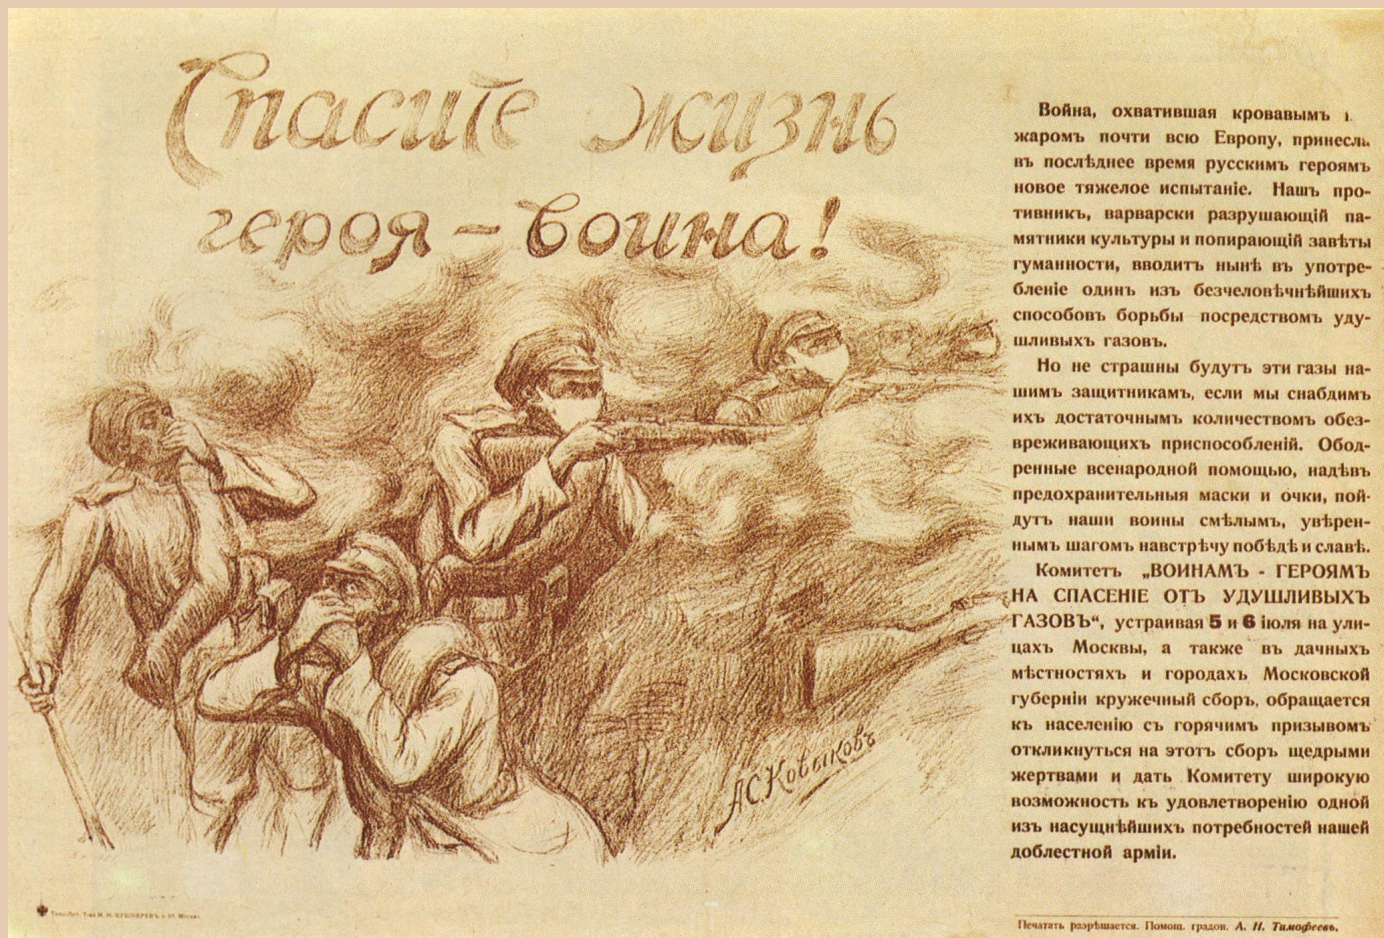 Спасите жизнь
героя – воина!
Война, охватившая кровавымъ
жаромъ почти всю Европу, принесла
въ послѣднее время русскимъ героямъ
новое тяжелое испытаніе. Нашъ про-
тивникъ, варварски разрушающій па-
мятники культуры и попирающій завѣты
гуманности, вводитъ нынѣ въ употре-
бленіе одинъ изъ безчеловѣчнѣйшихъ
способовъ борьбы посредствомъ уду-
шливыхъ газовъ.
Но не страшны будутъ эти газы на-
шимъ защитникамъ, если мы снабдимъ
ихъ достаточнымъ количествомъ обез-
вреживающихъ приспособленій. Обод-
ренные всенародной помощью, надѣвъ
предохранительныя маски и очки, пой-
дутъ наши воины смѣлымъ, увѣрен-
нымъ шагомъ навстрѣчу побѣдѣ и славѣ.
Комитетъ „ВОИНАМЪ - ГЕРОЯМЪ
НА СПАСЕНІЕ ОТЪ УДУШЛИВЫХЪ
ГАЗОВЪ“, устраивая 5 и 6 іюля на ули-
цахъ Москвы, а также въ дачныхъ
мѣстностяхъ и городахъ Московской
губерніи кружечный сборъ, обращается
къ населенію съ горячимъ призывомъ
откликнуться на этотъ сборъ щедрыми
жертвами и дать Комитету широкую
возможность къ удовлетворенію одной
изъ насущнѣйшихъ потребностей нашей
доблестной арміи.
АС.Ковыковъ
Т-ва И. Н. КУШНЕРЕВЪ и К°. Москва.
Печатать разрѣшается. Помощ. градон. А. Н. Тимофеевъ.